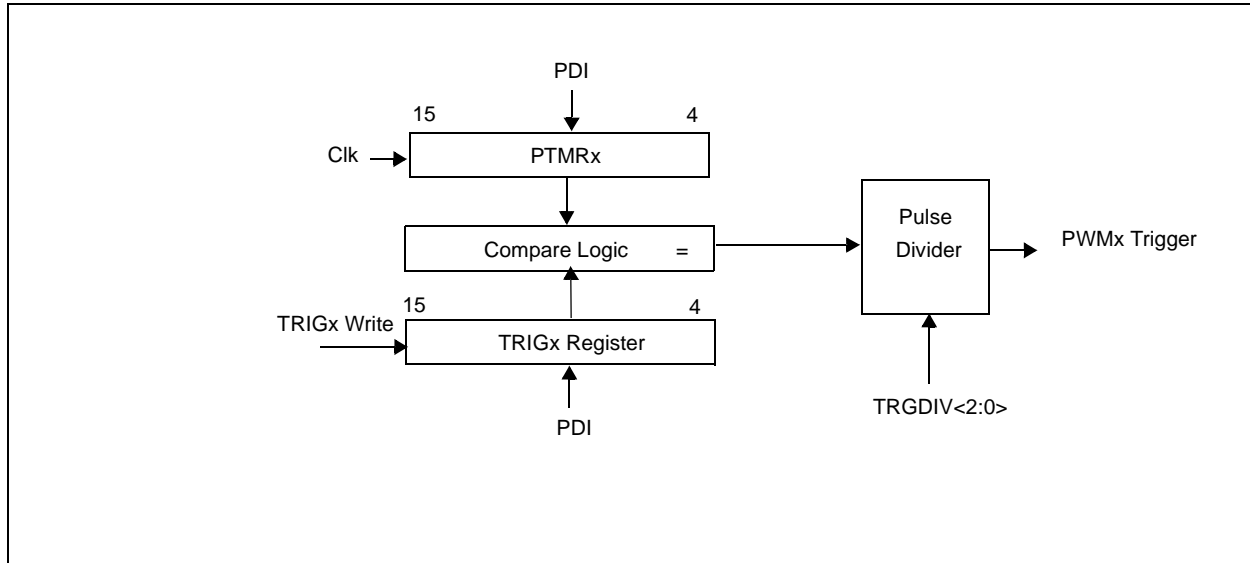 PDI
15 4
Clk PTMRx
Compare Logic =
Pulse
Divider
PWMx Trigger
15 4
TRIGx Write
TRIGx Register
PDI
TRGDIV<2:0>